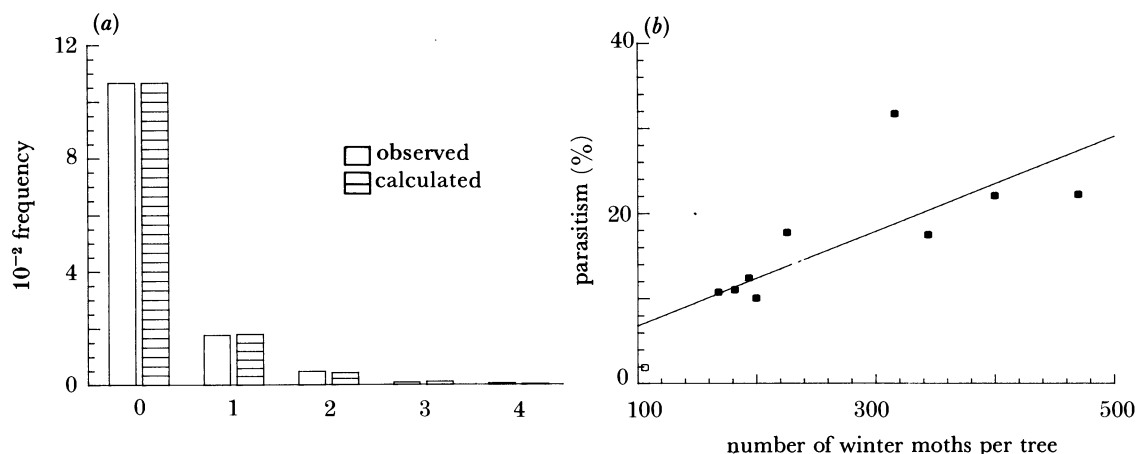 (a)
12
8
4
0
10⁻² frequency
observed
calculated
0 1 2 3 4
(b)
40
20
0
parasitism (%)
100 300 500
number of winter moths per tree